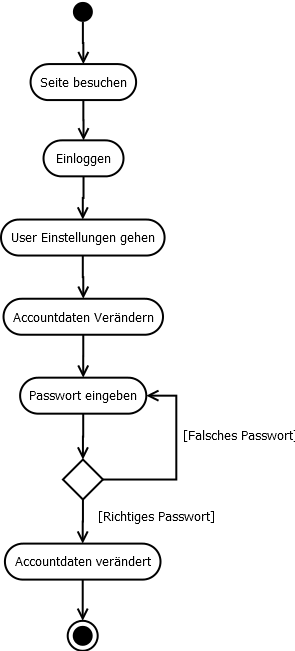 Seite besuchen
Einloggen
User Einstellungen gehen
Accountdaten Verändern
Passwort eingeben
[Falsches Passwort]
[Richtiges Passwort]
Accountdaten verändert